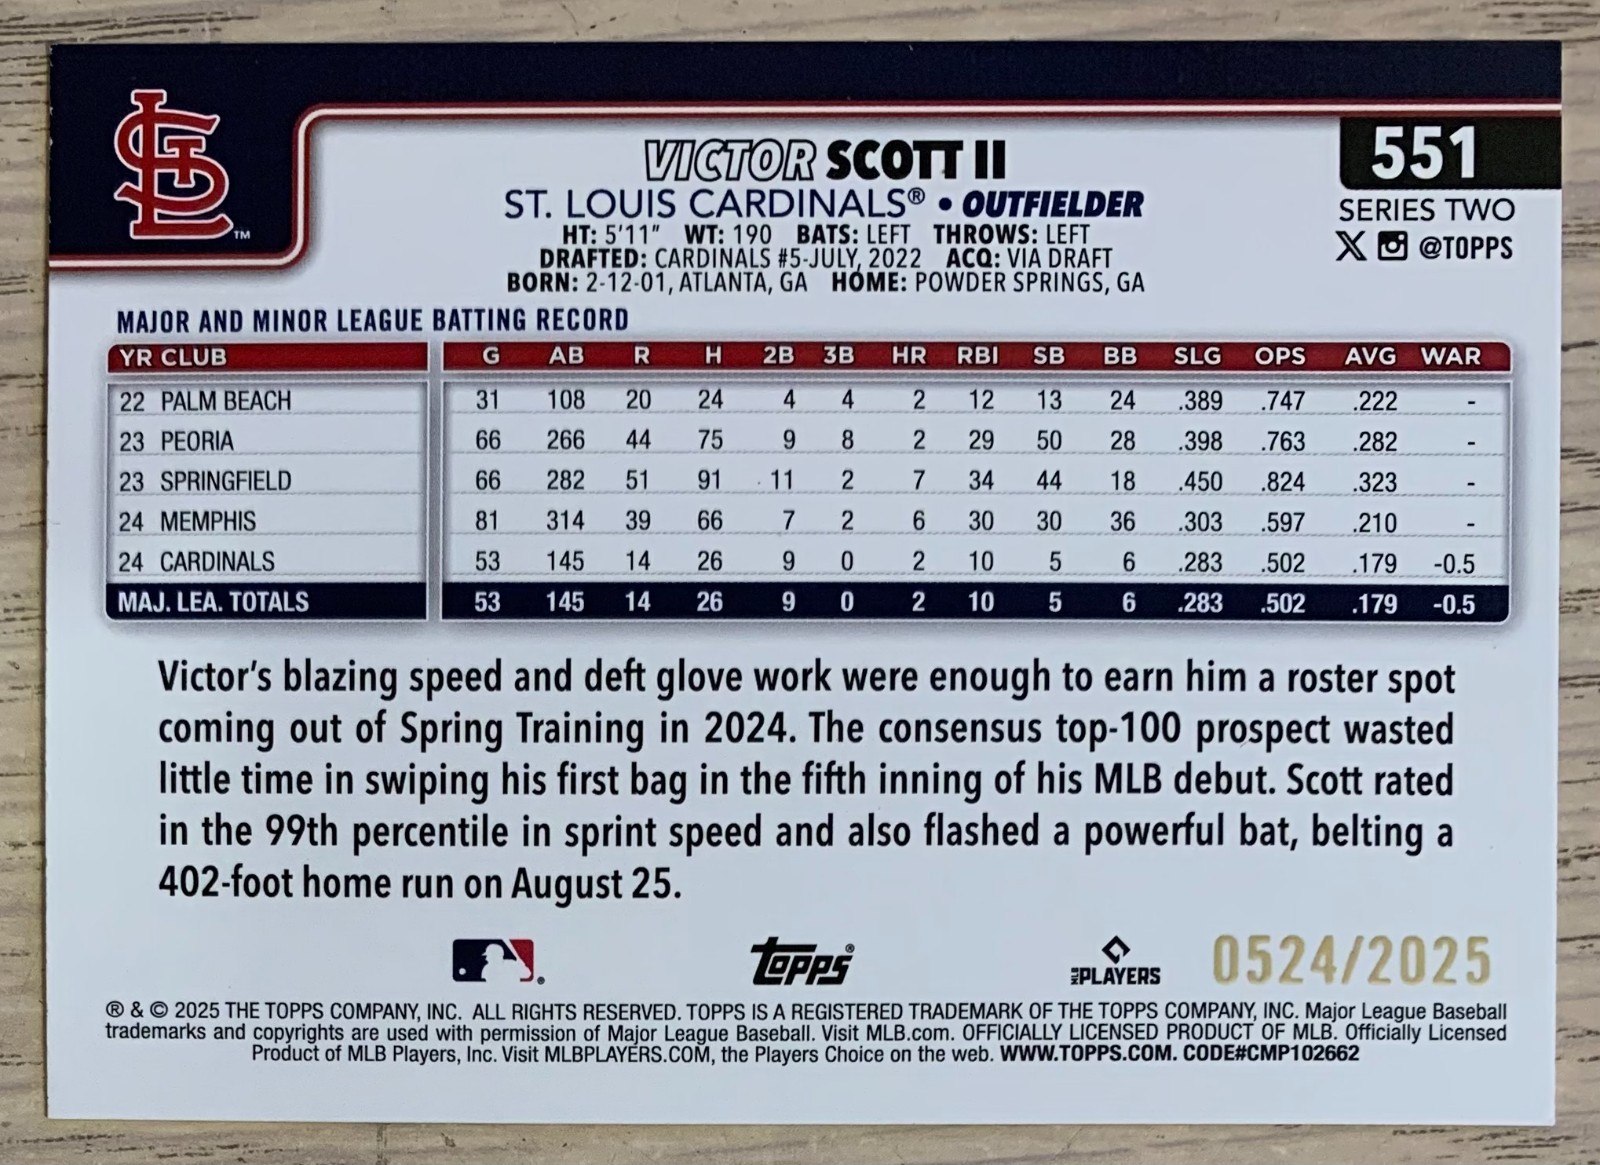 STL TM
VICTOR SCOTT II
551
ST. LOUIS CARDINALS® • OUTFIELDER
SERIES TWO
HT: 5'11" WT: 190 BATS: LEFT THROWS: LEFT
X @TOPPS
DRAFTED: CARDINALS #5-JULY, 2022 ACQ: VIA DRAFT
BORN: 2-12-01, ATLANTA, GA HOME: POWDER SPRINGS, GA
MAJOR AND MINOR LEAGUE BATTING RECORD
YR CLUB G AB R H 2B 3B HR RBI SB BB SLG OPS AVG WAR
22 PALM BEACH 31 108 20 24 4 4 2 12 13 24 .389 .747 .222 -
23 PEORIA 66 266 44 75 9 8 2 29 50 28 .398 .763 .282 -
23 SPRINGFIELD 66 282 51 91 11 2 7 34 44 18 .450 .824 .323 -
24 MEMPHIS 81 314 39 66 7 2 6 30 30 36 .303 .597 .210 -
24 CARDINALS 53 145 14 26 9 0 2 10 5 6 .283 .502 .179 -0.5
MAJ. LEA. TOTALS 53 145 14 26 9 0 2 10 5 6 .283 .502 .179 -0.5
Victor's blazing speed and deft glove work were enough to earn him a roster spot
coming out of Spring Training in 2024. The consensus top-100 prospect wasted
little time in swiping his first bag in the fifth inning of his MLB debut. Scott rated
in the 99th percentile in sprint speed and also flashed a powerful bat, belting a
402-foot home run on August 25.
® Topps® MLB PLAYERS 0524/2025
® & © 2025 THE TOPPS COMPANY, INC. ALL RIGHTS RESERVED. TOPPS IS A REGISTERED TRADEMARK OF THE TOPPS COMPANY, INC. Major League Baseball
trademarks and copyrights are used with permission of Major League Baseball. Visit MLB.com. OFFICIALLY LICENSED PRODUCT OF MLB. Officially Licensed
Product of MLB Players, Inc. Visit MLBPLAYERS.COM, the Players Choice on the web. WWW.TOPPS.COM. CODE#CMP102662